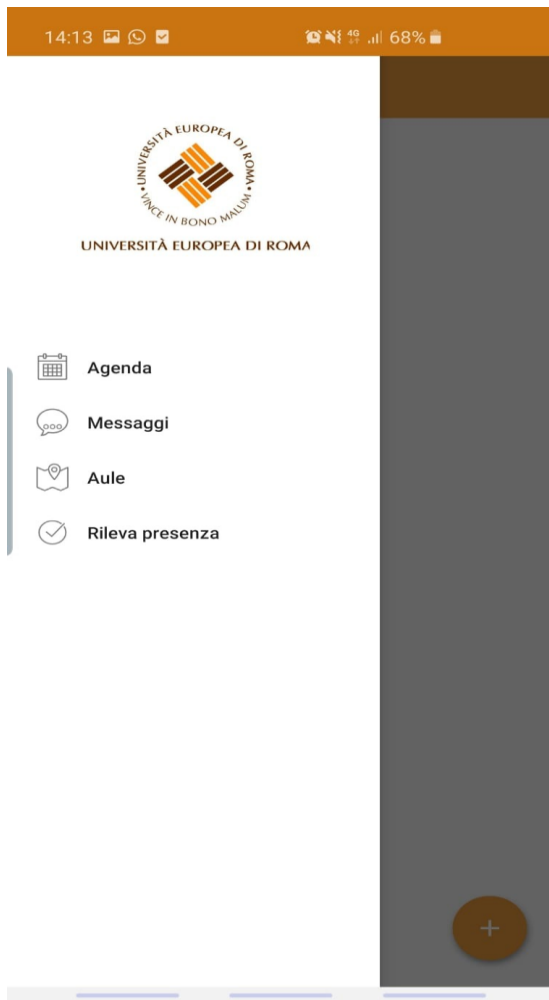 14:13
4G
68%
UNIVERSITÀ EUROPEA DI ROMA
VINCE IN BONO MALUM
UNIVERSITÀ EUROPEA DI ROMA
Agenda
Messaggi
Aule
Rileva presenza
+